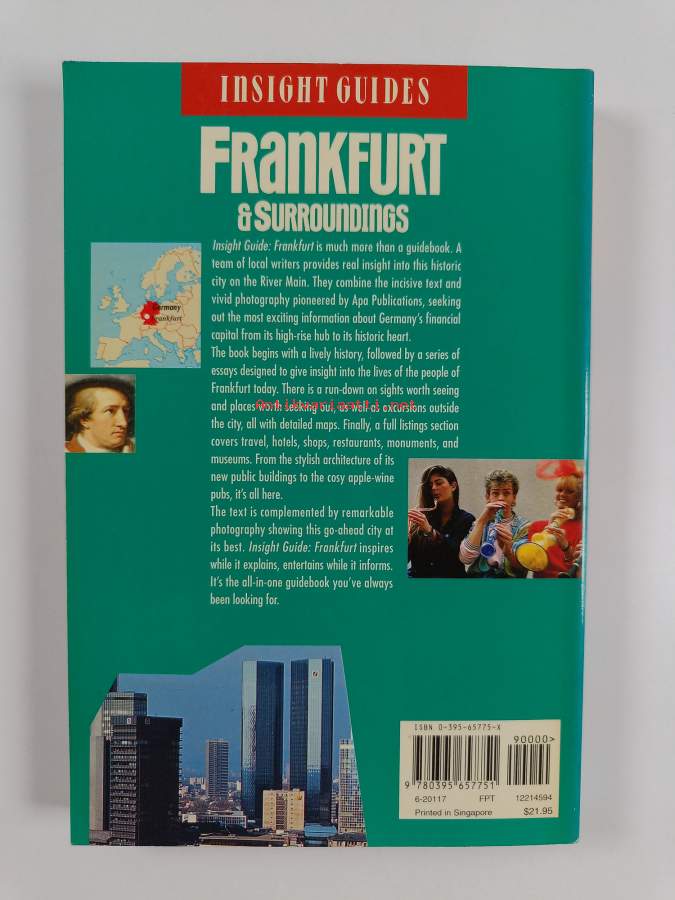 INSIGHT GUIDES
FRANKFURT
& SURROUNDINGS
Insight Guide: Frankfurt is much more than a guidebook. A
team of local writers provides real insight into this historic
city on the River Main. They combine the incisive text and
vivid photography pioneered by Apa Publications, seeking
out the most exciting information about Germany's financial
capital from its high-rise hub to its historic heart.
The book begins with a lively history, followed by a series of
essays designed to give insight into the lives of the people of
Frankfurt today. There is a run-down on sights worth seeing
and places worth seeking out, as well as excursions outside
the city, all with detailed maps. Finally, a full listings section
covers travel, hotels, shops, restaurants, monuments, and
museums. From the stylish architecture of its
new public buildings to the cosy apple-wine
pubs, it's all here.
The text is complemented by remarkable
photography showing this go-ahead city at
its best. Insight Guide: Frankfurt inspires
while it explains, entertains while it informs.
It's the all-in-one guidebook you've always
been looking for.
Germany
Frankfurt
Antikvariaatti.net
ISBN 0-395-65775-X
90000>
9 780395 657751
6-20117 FPT 12214594
Printed in Singapore $21.95